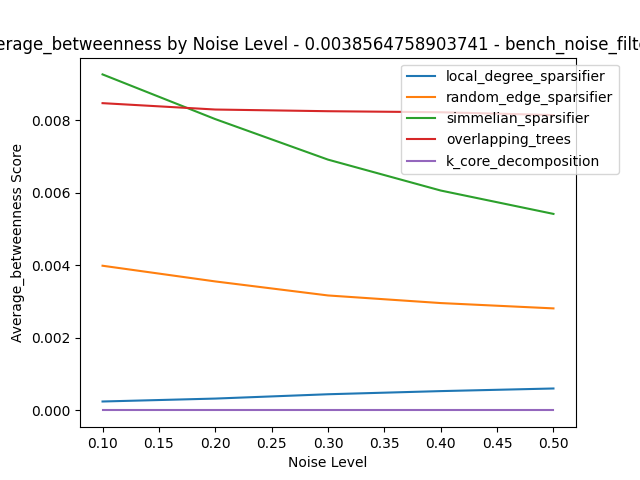 erage_betweenness by Noise Level - 0.0038564758903741 - bench_noise_filt
local_degree_sparsifier
random_edge_sparsifier
simmelian_sparsifier
overlapping_trees
k_core_decomposition
Average_betweenness Score
0.008
0.006
0.004
0.002
0.000
0.10 0.15 0.20 0.25 0.30 0.35 0.40 0.45 0.50
Noise Level